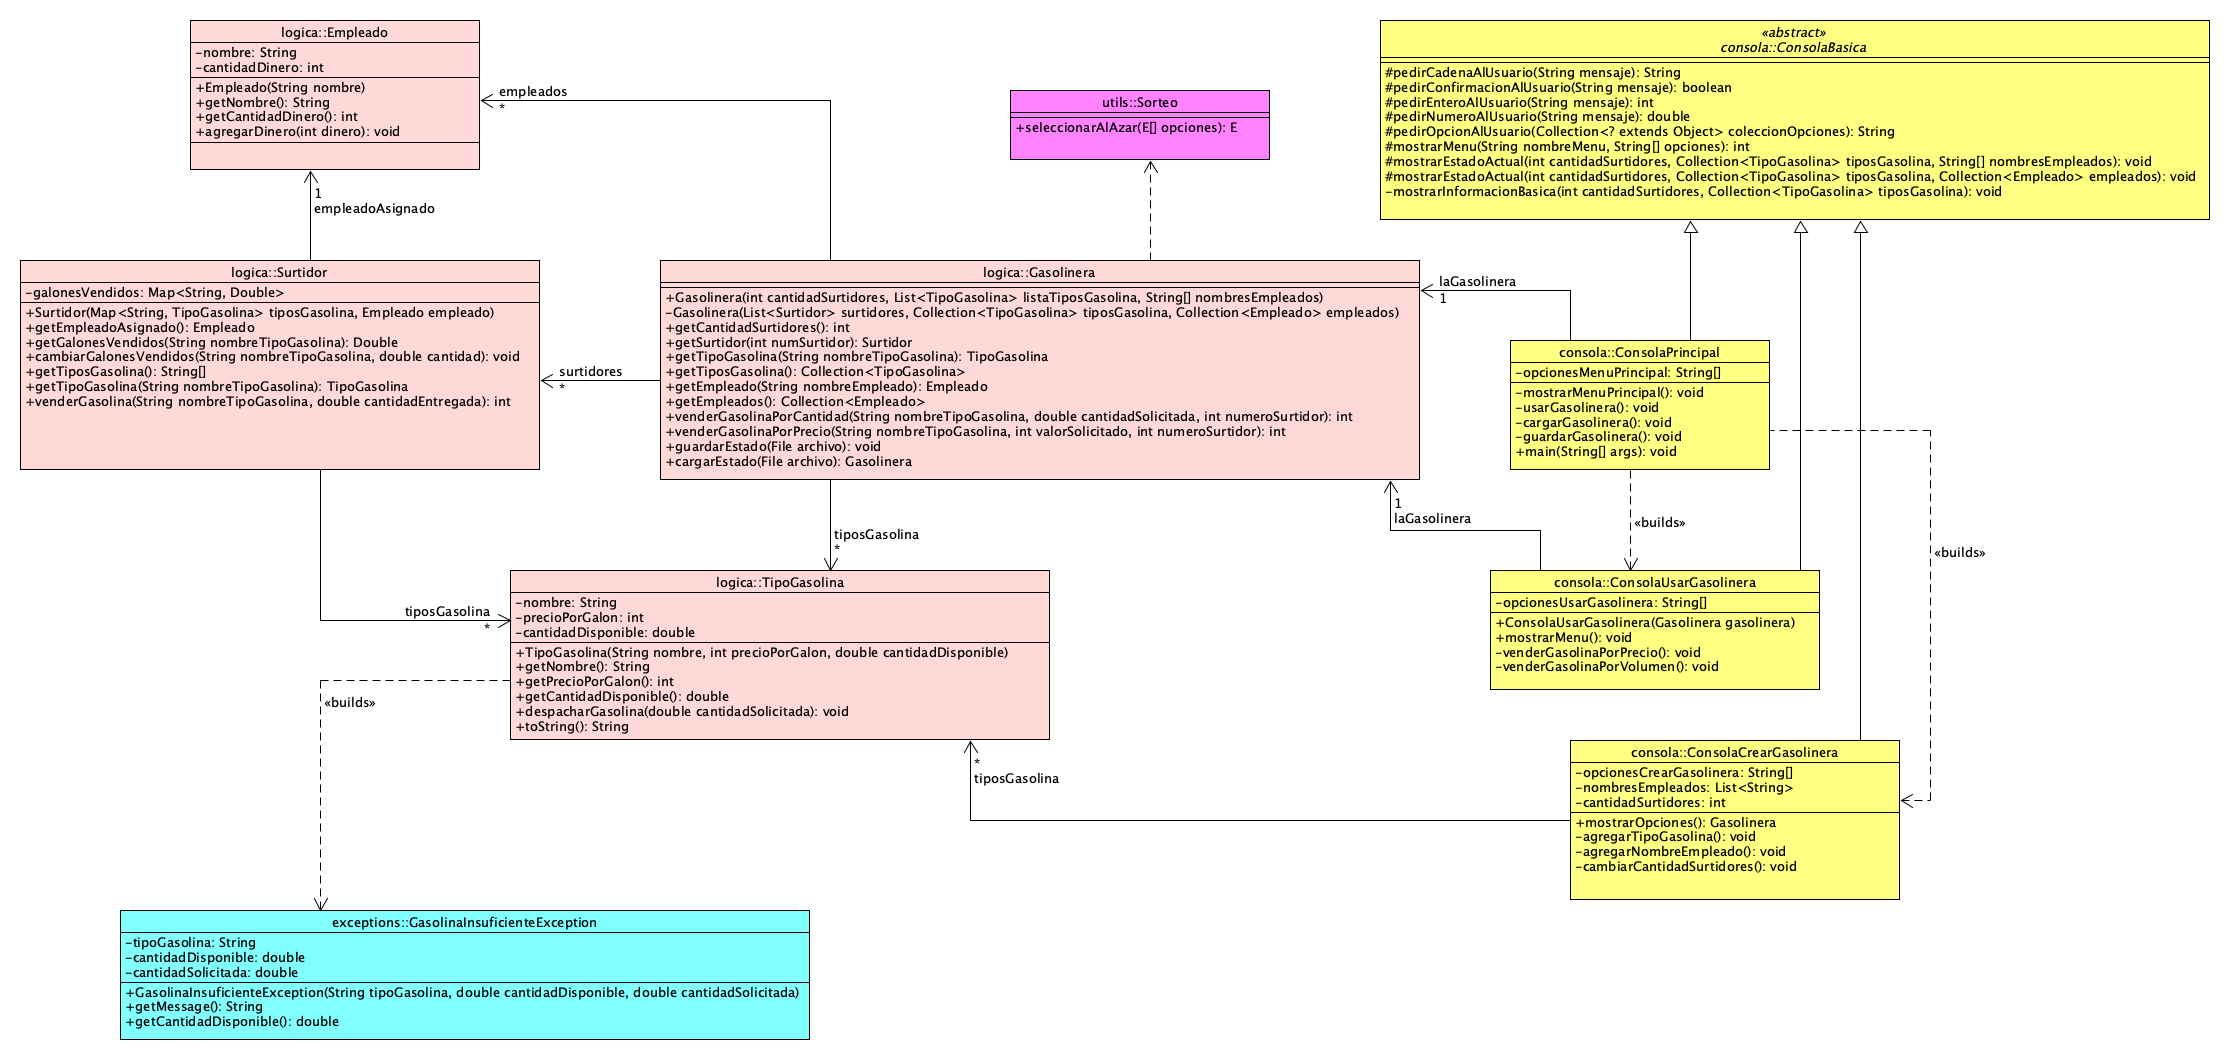 logica::Empleado
-nombre: String
-cantidadDinero: int
+Empleado(String nombre)
+getNombre(): String
+getCantidadDinero(): int
+agregarDinero(int dinero): void
empleados
*
1
empleadoAsignado
utils::Sorteo
+seleccionarAlAzar(E[] opciones): E
«abstract»
consola::ConsolaBasica
#pedirCadenaAlUsuario(String mensaje): String
#pedirConfirmacionAlUsuario(String mensaje): boolean
#pedirEnteroAlUsuario(String mensaje): int
#pedirNumeroAlUsuario(String mensaje): double
#pedirOpcionAlUsuario(Collection<? extends Object> coleccionOpciones): String
#mostrarMenu(String nombreMenu, String[] opciones): int
#mostrarEstadoActual(int cantidadSurtidores, Collection<TipoGasolina> tiposGasolina, String[] nombresEmpleados): void
#mostrarEstadoActual(int cantidadSurtidores, Collection<TipoGasolina> tiposGasolina, Collection<Empleado> empleados): void
-mostrarInformacionBasica(int cantidadSurtidores, Collection<TipoGasolina> tiposGasolina): void
logica::Surtidor
-galonesVendidos: Map<String, Double>
+Surtidor(Map<String, TipoGasolina> tiposGasolina, Empleado empleado)
+getEmpleadoAsignado(): Empleado
+getGalonesVendidos(String nombreTipoGasolina): Double
+cambiarGalonesVendidos(String nombreTipoGasolina, double cantidad): void
+getTiposGasolina(): String[]
+getTipoGasolina(String nombreTipoGasolina): TipoGasolina
+venderGasolina(String nombreTipoGasolina, double cantidadEntregada): int
surtidores
*
logica::Gasolinera
+Gasolinera(int cantidadSurtidores, List<TipoGasolina> listaTiposGasolina, String[] nombresEmpleados)
-Gasolinera(List<Surtidor> surtidores, Collection<TipoGasolina> tiposGasolina, Collection<Empleado> empleados)
+getCantidadSurtidores(): int
+getSurtidor(int numSurtidor): Surtidor
+getTipoGasolina(String nombreTipoGasolina): TipoGasolina
+getTiposGasolina(): Collection<TipoGasolina>
+getEmpleado(String nombreEmpleado): Empleado
+getEmpleados(): Collection<Empleado>
+venderGasolinaPorCantidad(String nombreTipoGasolina, double cantidadSolicitada, int numeroSurtidor): int
+venderGasolinaPorPrecio(String nombreTipoGasolina, int valorSolicitado, int numeroSurtidor): int
+guardarEstado(File archivo): void
+cargarEstado(File archivo): Gasolinera
laGasolinera
1
consola::ConsolaPrincipal
-opcionesMenuPrincipal: String[]
-mostrarMenuPrincipal(): void
-usarGasolinera(): void
-cargarGasolinera(): void
-guardarGasolinera(): void
+main(String[] args): void
1
laGasolinera
«builds»
«builds»
tiposGasolina
*
tiposGasolina
*
logica::TipoGasolina
-nombre: String
-precioPorGalon: int
-cantidadDisponible: double
+TipoGasolina(String nombre, int precioPorGalon, double cantidadDisponible)
+getNombre(): String
+getPrecioPorGalon(): int
+getCantidadDisponible(): double
+despacharGasolina(double cantidadSolicitada): void
+toString(): String
consola::ConsolaUsarGasolinera
-opcionesUsarGasolinera: String[]
+ConsolaUsarGasolinera(Gasolinera gasolinera)
+mostrarMenu(): void
-venderGasolinaPorPrecio(): void
-venderGasolinaPorVolumen(): void
«builds»
*
tiposGasolina
consola::ConsolaCrearGasolinera
-opcionesCrearGasolinera: String[]
-nombresEmpleados: List<String>
-cantidadSurtidores: int
+mostrarOpciones(): Gasolinera
-agregarTipoGasolina(): void
-agregarNombreEmpleado(): void
-cambiarCantidadSurtidores(): void
exceptions::GasolinaInsuficienteException
-tipoGasolina: String
-cantidadDisponible: double
-cantidadSolicitada: double
+GasolinaInsuficienteException(String tipoGasolina, double cantidadDisponible, double cantidadSolicitada)
+getMessage(): String
+getCantidadDisponible(): double